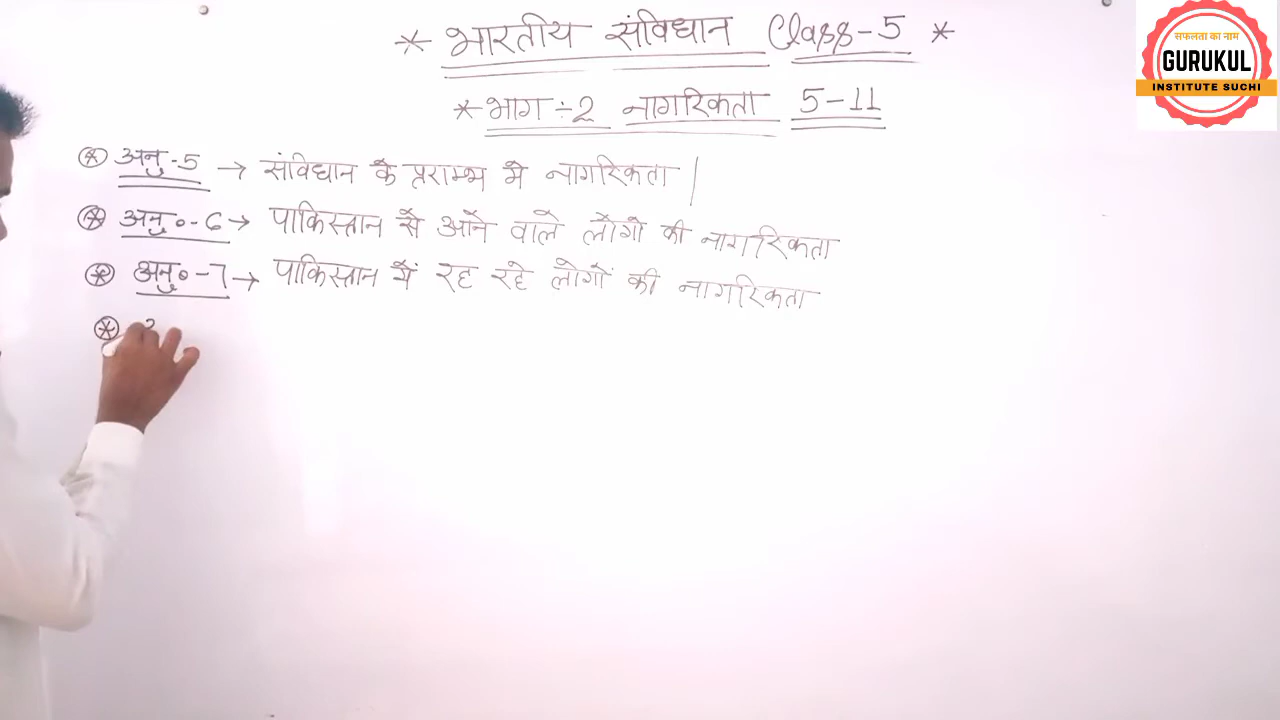 * भारतीय संविधान Class-5 *
* भाग ÷ 2 नागरिकता 5-11
* अनु-5 → संविधान के प्रराम्भ मे नागरिकता |
* अनु०-6 → पाकिस्तान से आने वाले लोगो की नागरिकता
* अनु०-7 → पाकिस्तान में रह रहे लोगों की नागरिकता
*
सफलता का नाम
GURUKUL
INSTITUTE SUCHI